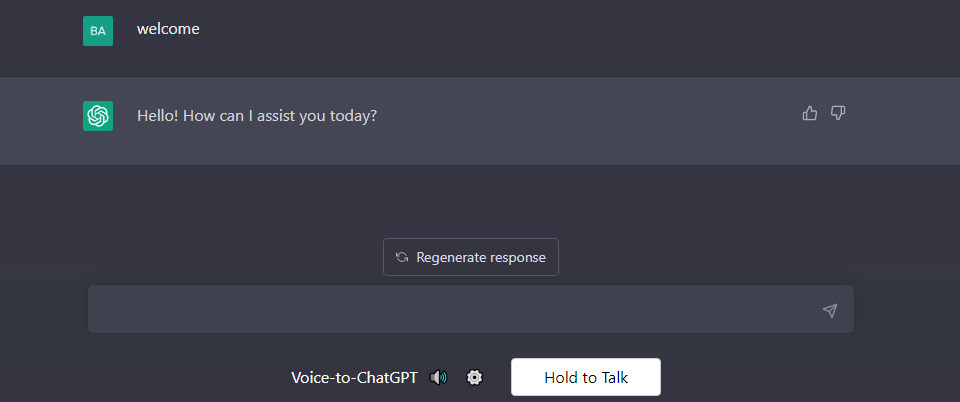 BA
welcome
Hello! How can I assist you today?
Regenerate response
Voice-to-ChatGPT
Hold to Talk